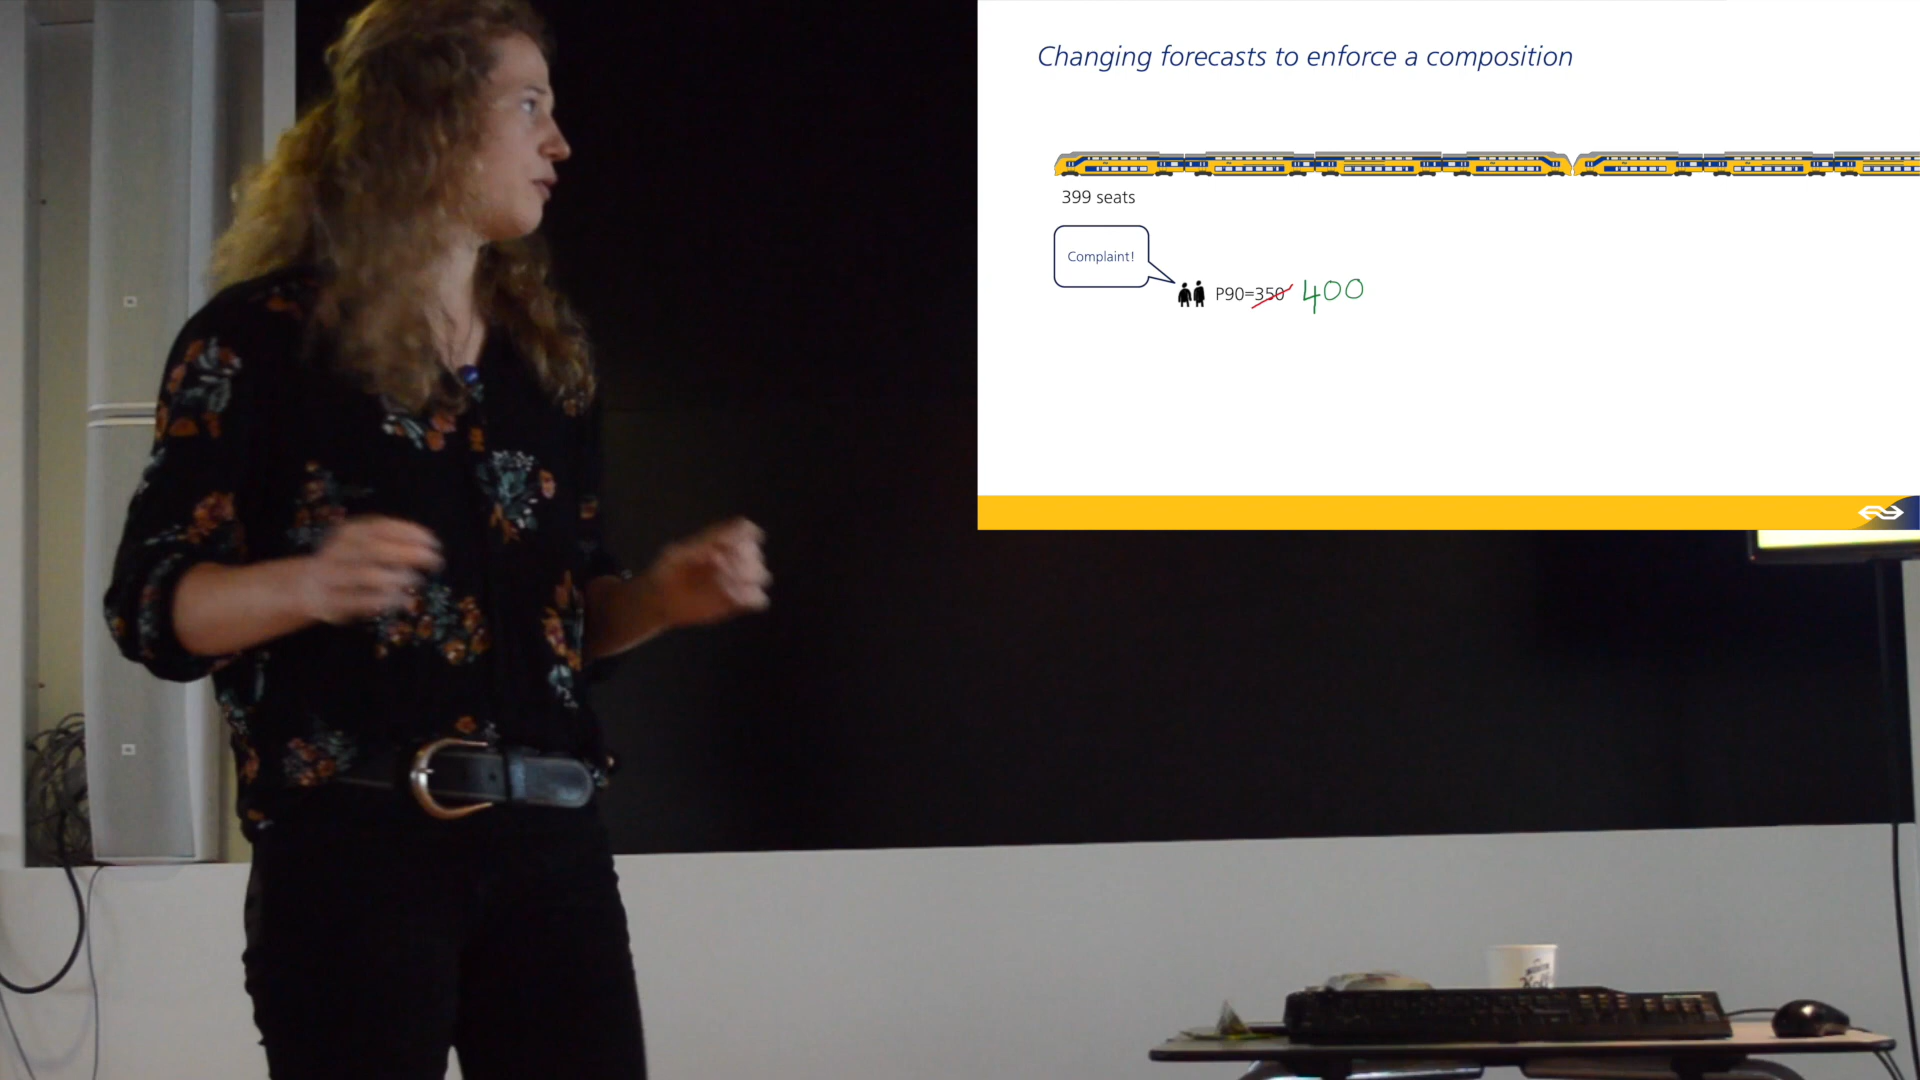 Changing forecasts to enforce a composition
399 seats
Complaint!
P90=350 400